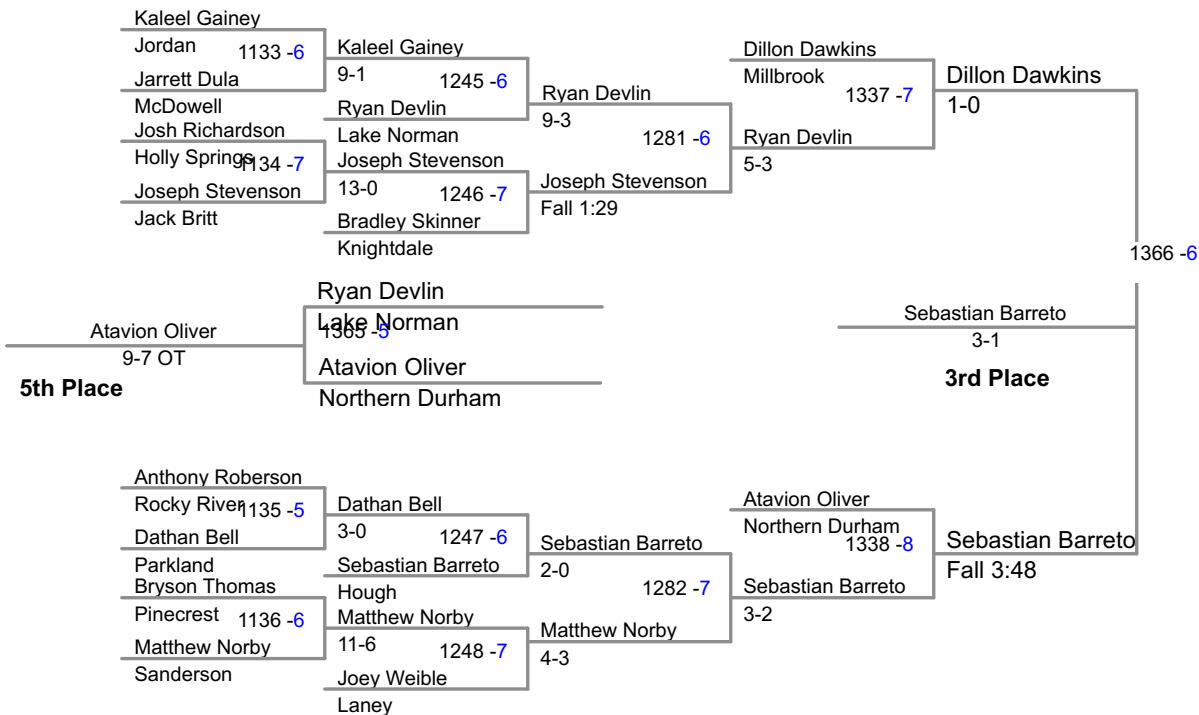 Kaleel Gainey
Jordan
1133 -6
Jarrett Dula
McDowell
Josh Richardson
Holly Springs
1134 -7
Joseph Stevenson
Jack Britt
Kaleel Gainey
9-1
1245 -6
Ryan Devlin
Lake Norman
Joseph Stevenson
13-0
1246 -7
Bradley Skinner
Knightdale
Ryan Devlin
9-3
1281 -6
Joseph Stevenson
Fall 1:29
Dillon Dawkins
Millbrook
1337 -7
Ryan Devlin
5-3
Dillon Dawkins
1-0
1366 -6
Ryan Devlin
Lake Norman
1365 -5
Atavion Oliver
Northern Durham
Atavion Oliver
9-7 OT
5th Place
Sebastian Barreto
3-1
3rd Place
Anthony Roberson
Rocky River
1135 -5
Dathan Bell
Parkland
Bryson Thomas
Pinecrest
1136 -6
Matthew Norby
Sanderson
Dathan Bell
3-0
1247 -6
Sebastian Barreto
Hough
Matthew Norby
11-6
1248 -7
Joey Weible
Laney
Sebastian Barreto
2-0
1282 -7
Matthew Norby
4-3
Atavion Oliver
Northern Durham
1338 -8
Sebastian Barreto
3-2
Sebastian Barreto
Fall 3:48